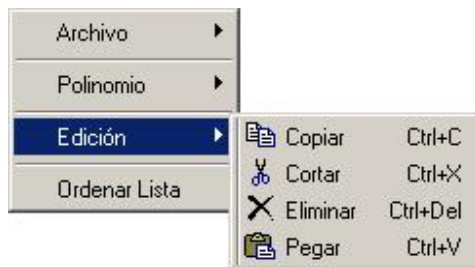 Archivo
Polinomio
Edición
Ordenar Lista
Copiar Ctrl+C
Cortar Ctrl+X
Eliminar Ctrl+Del
Pegar Ctrl+V